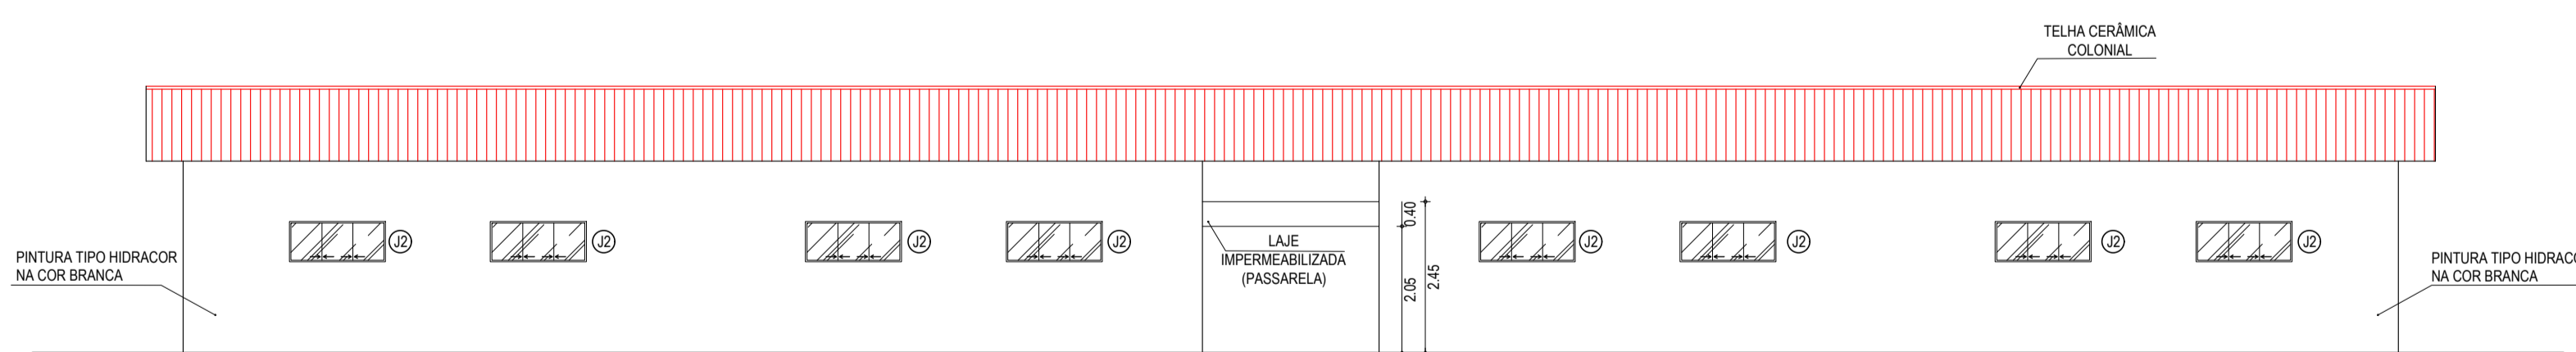 TELHA CERÂMICA
COLONIAL
J2
J2
J2
J2
J2
J2
J2
J2
PINTURA TIPO HIDRACOR
NA COR BRANCA
LAJE
IMPERMEABILIZADA
(PASSARELA)
0.40
2.05
2.45
PINTURA TIPO HIDRACO
NA COR BRANCA